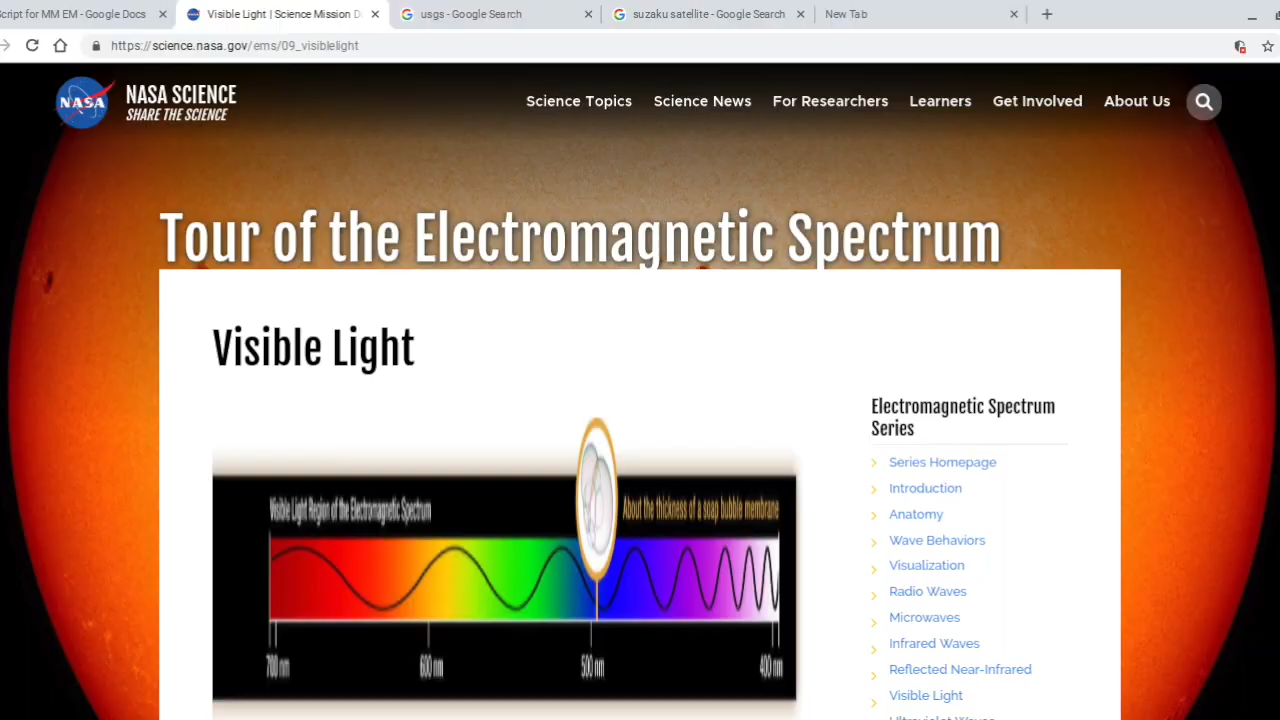 Script for MM EM - Google Docs
Visible Light | Science Mission D
usgs - Google Search
suzaku satellite - Google Search
New Tab
https://science.nasa.gov/ems/09_visiblelight
NASA
NASA SCIENCE
SHARE THE SCIENCE
Science Topics
Science News
For Researchers
Learners
Get Involved
About Us
Tour of the Electromagnetic Spectrum
Visible Light
Visible Light Region of the Electromagnetic Spectrum
About the thickness of a soap bubble membrane
700 nm
600 nm
500 nm
400 nm
Electromagnetic Spectrum
Series
Series Homepage
Introduction
Anatomy
Wave Behaviors
Visualization
Radio Waves
Microwaves
Infrared Waves
Reflected Near-Infrared
Visible Light
Ultraviolet Waves